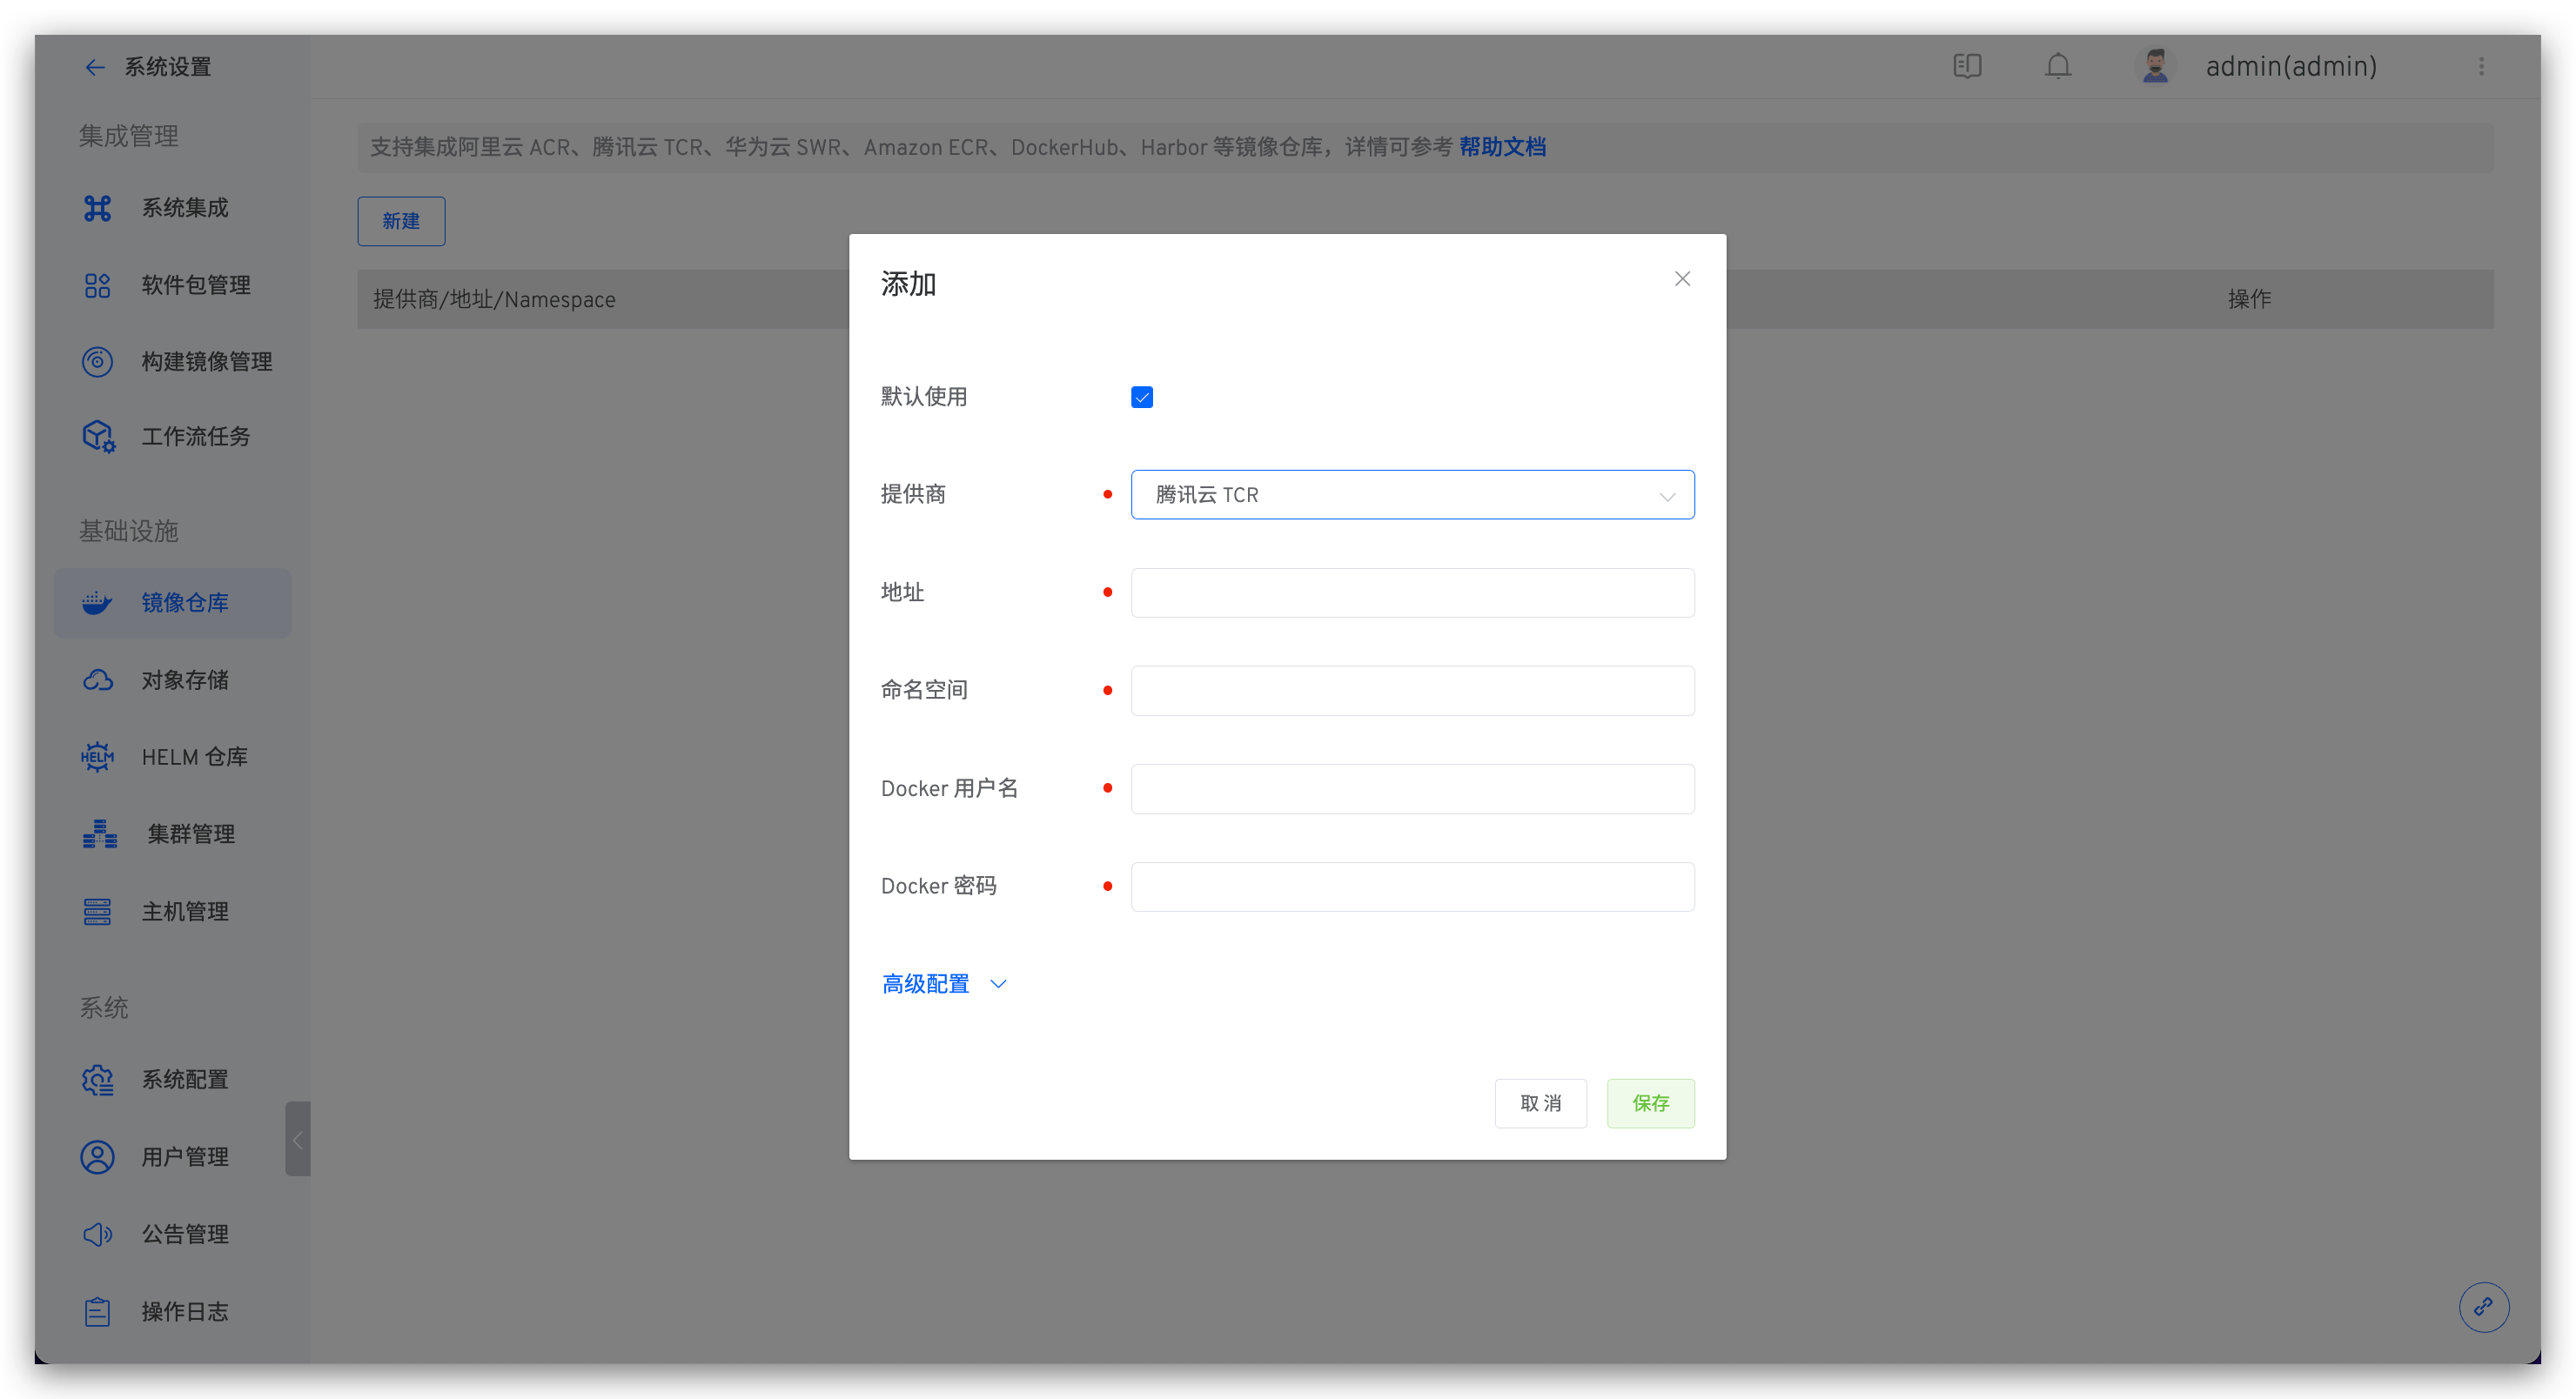 系统设置
admin(admin)
集成管理
系统集成
软件包管理
构建镜像管理
工作流任务
基础设施
镜像仓库
对象存储
HELM
HELM 仓库
集群管理
主机管理
系统
系统配置
用户管理
公告管理
操作日志
支持集成阿里云 ACR、腾讯云 TCR、华为云 SWR、Amazon ECR、DockerHub、Harbor 等镜像仓库，详情可参考 帮助文档
新建
提供商/地址/Namespace
操作
添加
默认使用
提供商
腾讯云 TCR
地址
命名空间
Docker 用户名
Docker 密码
高级配置
取 消
保存